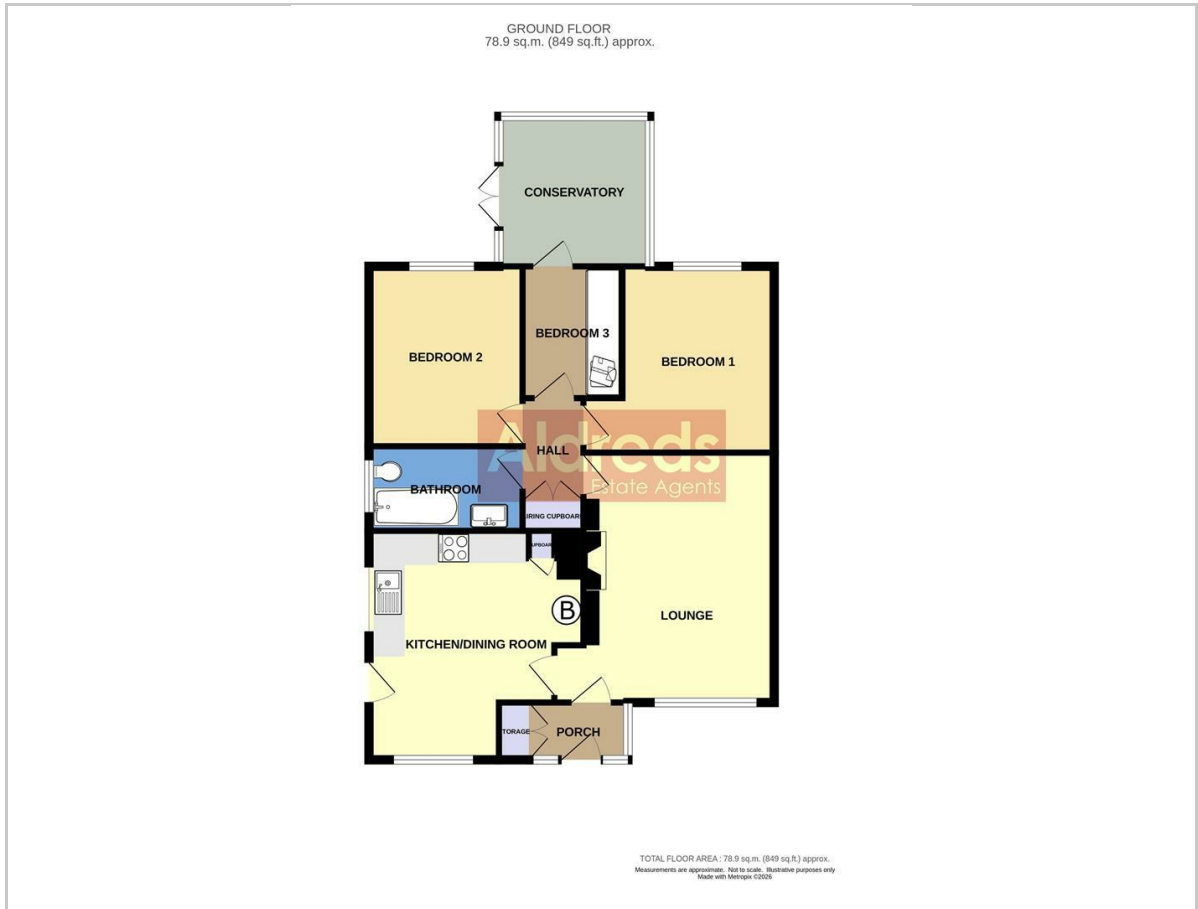 GROUND FLOOR
78.9 sq.m. (849 sq.ft.) approx.
CONSERVATORY
BEDROOM 3
BEDROOM 2
BEDROOM 1
Aldreds
Estate Agents
HALL
BATHROOM
IRING CUPBOAR
UPBOAR
B
LOUNGE
KITCHEN/DINING ROOM
TORAGE
PORCH
TOTAL FLOOR AREA : 78.9 sq.m. (849 sq.ft.) approx.
Measurements are approximate. Not to scale. Illustrative purposes only
Made with Metropix ©2026